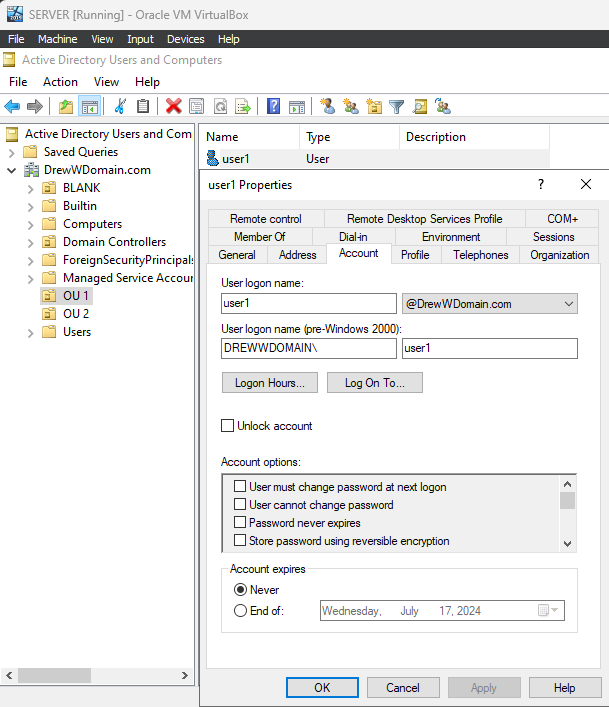 SERVER [Running] - Oracle VM VirtualBox
File Machine View Input Devices Help
Active Directory Users and Computers
File Action View Help
Active Directory Users and Com
Saved Queries
DrewWDomain.com
BLANK
Builtin
Computers
Domain Controllers
ForeignSecurityPrincipals
Managed Service Accour
OU 1
OU 2
Users
Name Type Description
user1 User
user1 Properties
Remote control Remote Desktop Services Profile COM+
Member Of Dial-in Environment Sessions
General Address Account Profile Telephones Organization
User logon name:
user1 @DrewWDomain.com
User logon name (pre-Windows 2000):
DREWWDOMAIN\ user1
Logon Hours... Log On To...
Unlock account
Account options:
User must change password at next logon
User cannot change password
Password never expires
Store password using reversible encryption
Account expires
Never
End of: Wednesday, July 17, 2024
OK Cancel Apply Help